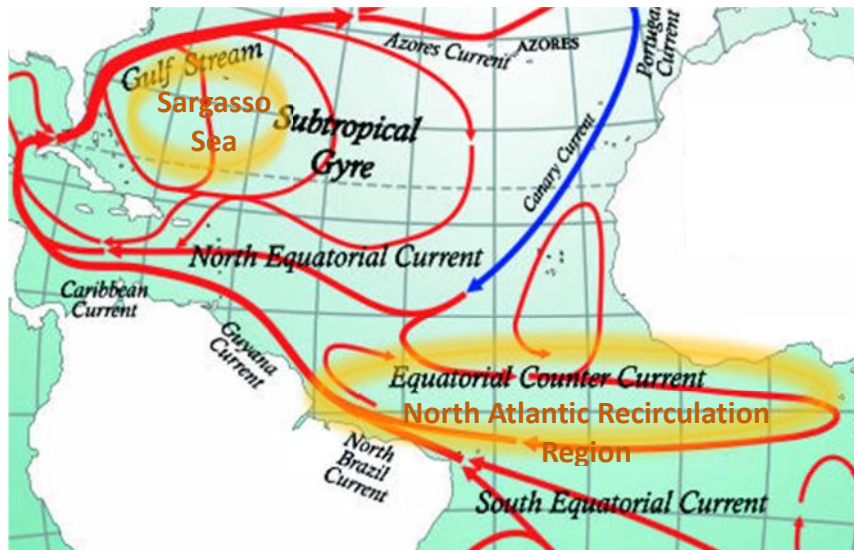 Azores Current
AZORES
Portugal
Current
Gulf Stream
Sargasso
Sea
Subtropical
Gyre
Canary Current
North Equatorial Current
Caribbean
Current
Guyana
Current
Equatorial Counter Current
North Atlantic Recirculation
Region
North
Brazil
Current
South Equatorial Current